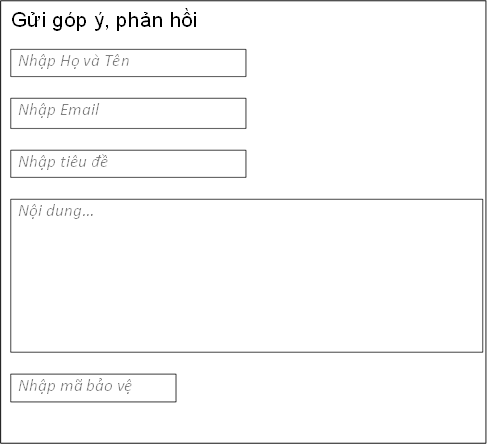 Gửi góp ý, phản hồi
Nhập Họ và Tên
Nhập Email
Nhập tiêu đề
Nội dung...
Nhập mã bảo vệ